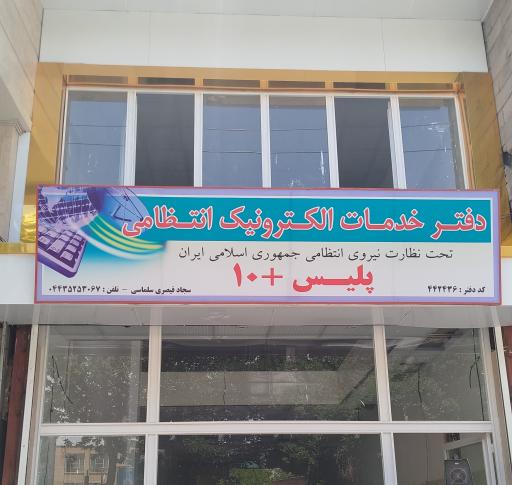 دفتر خدمات الکترونیک انتظامی
تحت نظارت نیروی انتظامی جمهوری اسلامی ایران
پلیس +۱۰
کد دفتر : ۴۴۲۴۳۶
سجاد قیصری سلماسی - تلفن : ۰۴۴۳۵۲۵۳۰۶۷